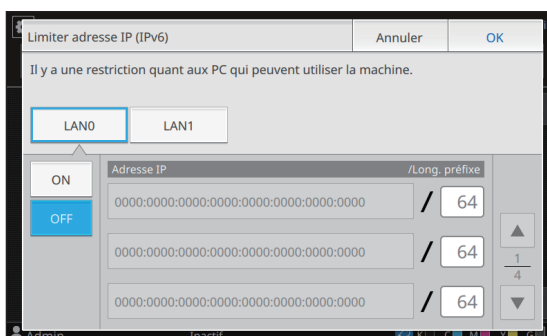 Limiter adresse IP (IPv6)
Annuler
OK
Il y a une restriction quant aux PC qui peuvent utiliser la machine.
LAN0
LAN1
ON
OFF
Adresse IP
/Long. préfixe
0000:0000:0000:0000:0000:0000:0000:0000 / 64
0000:0000:0000:0000:0000:0000:0000:0000 / 64
0000:0000:0000:0000:0000:0000:0000:0000 / 64
1
4
Admin
Inactif
K C M Y